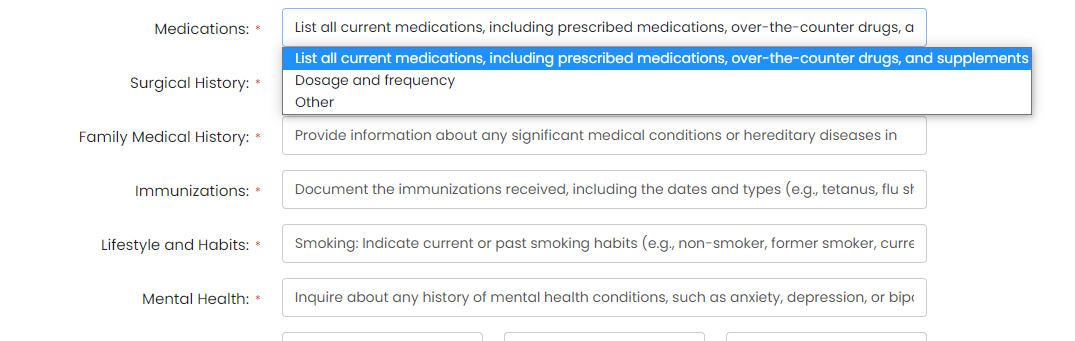 Medications: * List all current medications, including prescribed medications, over-the-counter drugs, a
List all current medications, including prescribed medications, over-the-counter drugs, and supplements
Surgical History: * Dosage and frequency
Other
Family Medical History: * Provide information about any significant medical conditions or hereditary diseases in
Immunizations: * Document the immunizations received, including the dates and types (e.g., tetanus, flu sh
Lifestyle and Habits: * Smoking: Indicate current or past smoking habits (e.g., non-smoker, former smoker, curre
Mental Health: * Inquire about any history of mental health conditions, such as anxiety, depression, or bipo